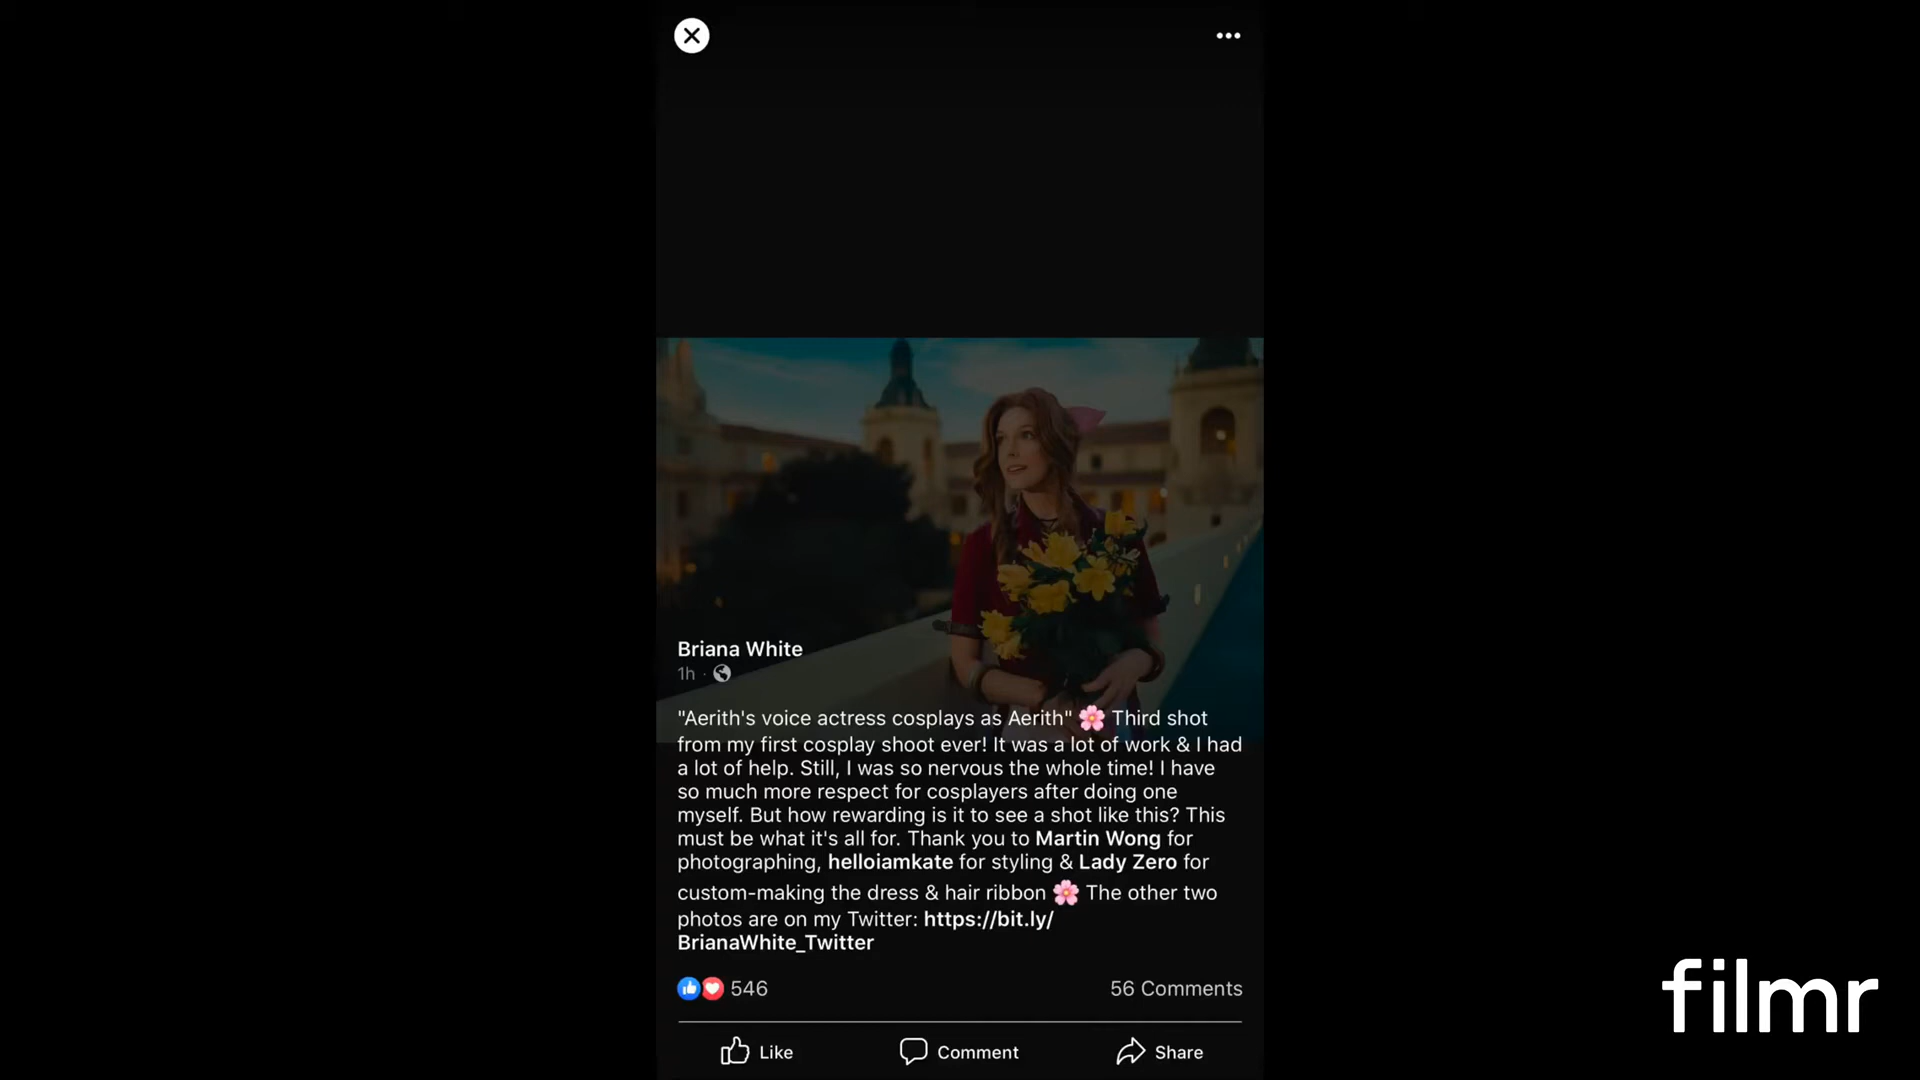 Briana White
1h ·
"Aerith's voice actress cosplays as Aerith" 🌸 Third shot
from my first cosplay shoot ever! It was a lot of work & I had
a lot of help. Still, I was so nervous the whole time! I have
so much more respect for cosplayers after doing one
myself. But how rewarding is it to see a shot like this? This
must be what it's all for. Thank you to Martin Wong for
photographing, helloiamkate for styling & Lady Zero for
custom-making the dress & hair ribbon 🌸 The other two
photos are on my Twitter: https://bit.ly/
BrianaWhite_Twitter
546 56 Comments
Like Comment Share
filmr